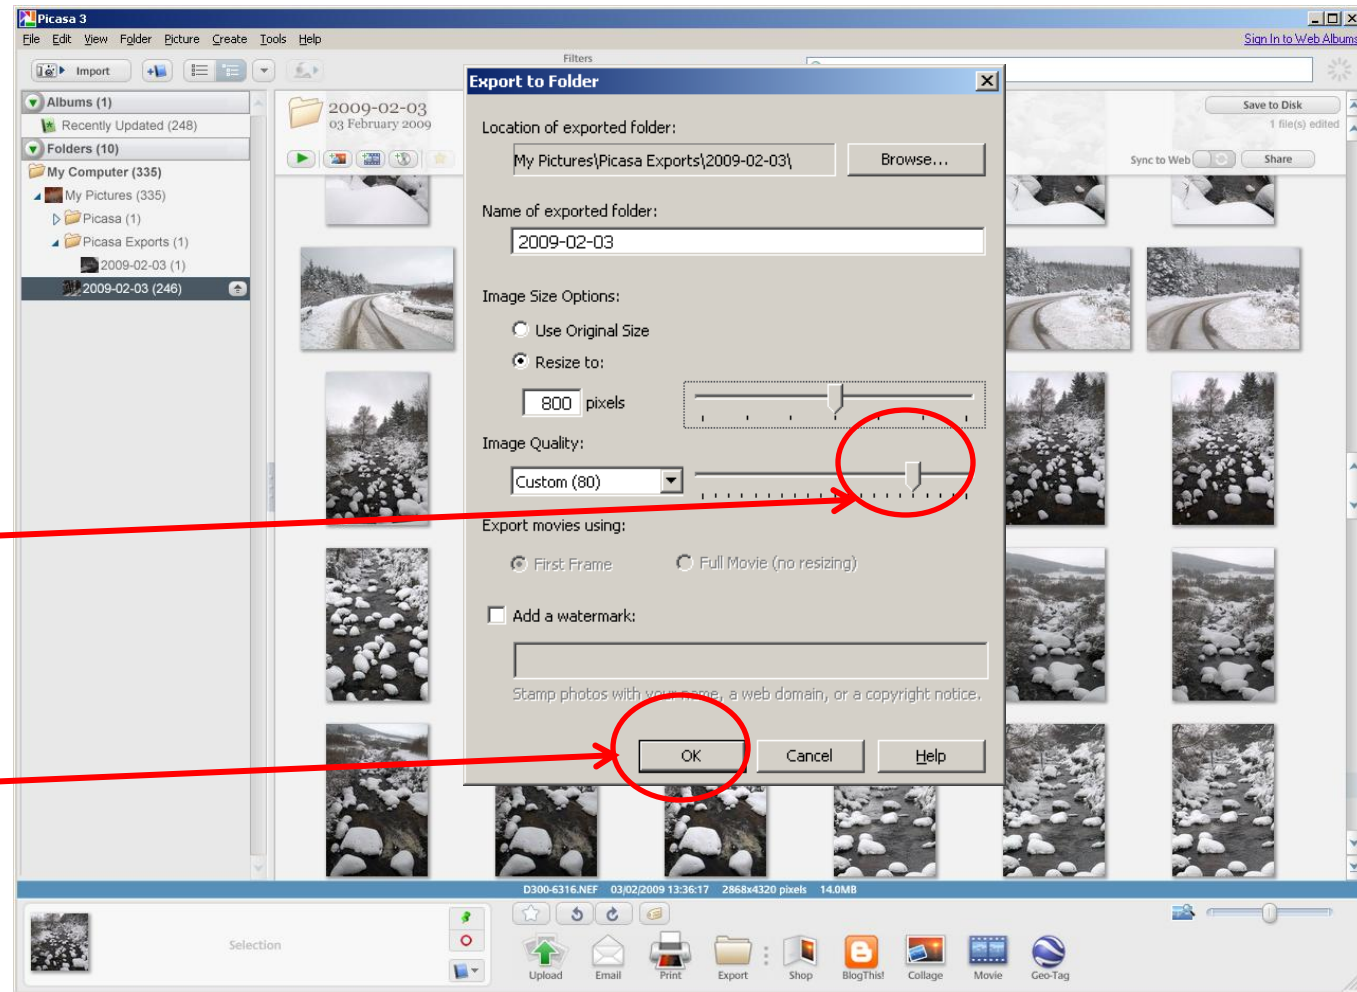 Picasa 3
File Edit View Folder Picture Create Tools Help
Sign In to Web Albums
Import
Filters
Albums (1)
Recently Updated (248)
Folders (10)
My Computer (335)
My Pictures (335)
Picasa (1)
Picasa Exports (1)
2009-02-03 (1)
2009-02-03 (246)
2009-02-03
03 February 2009
Save to Disk
1 file(s) edited
Sync to Web
Share
Export to Folder
Location of exported folder:
My Pictures\Picasa Exports\2009-02-03\
Browse...
Name of exported folder:
2009-02-03
Image Size Options:
Use Original Size
Resize to:
800 pixels
Image Quality:
Custom (80)
Export movies using:
First Frame Full Movie (no resizing)
Add a watermark:
Stamp photos with your name, a web domain, or a copyright notice.
OK Cancel Help
D300-6316.NEF 03/02/2009 13:36:17 2868x4320 pixels 14.0MB
Selection
Upload Email Print Export Shop BlogThis! Collage Movie Geo-Tag